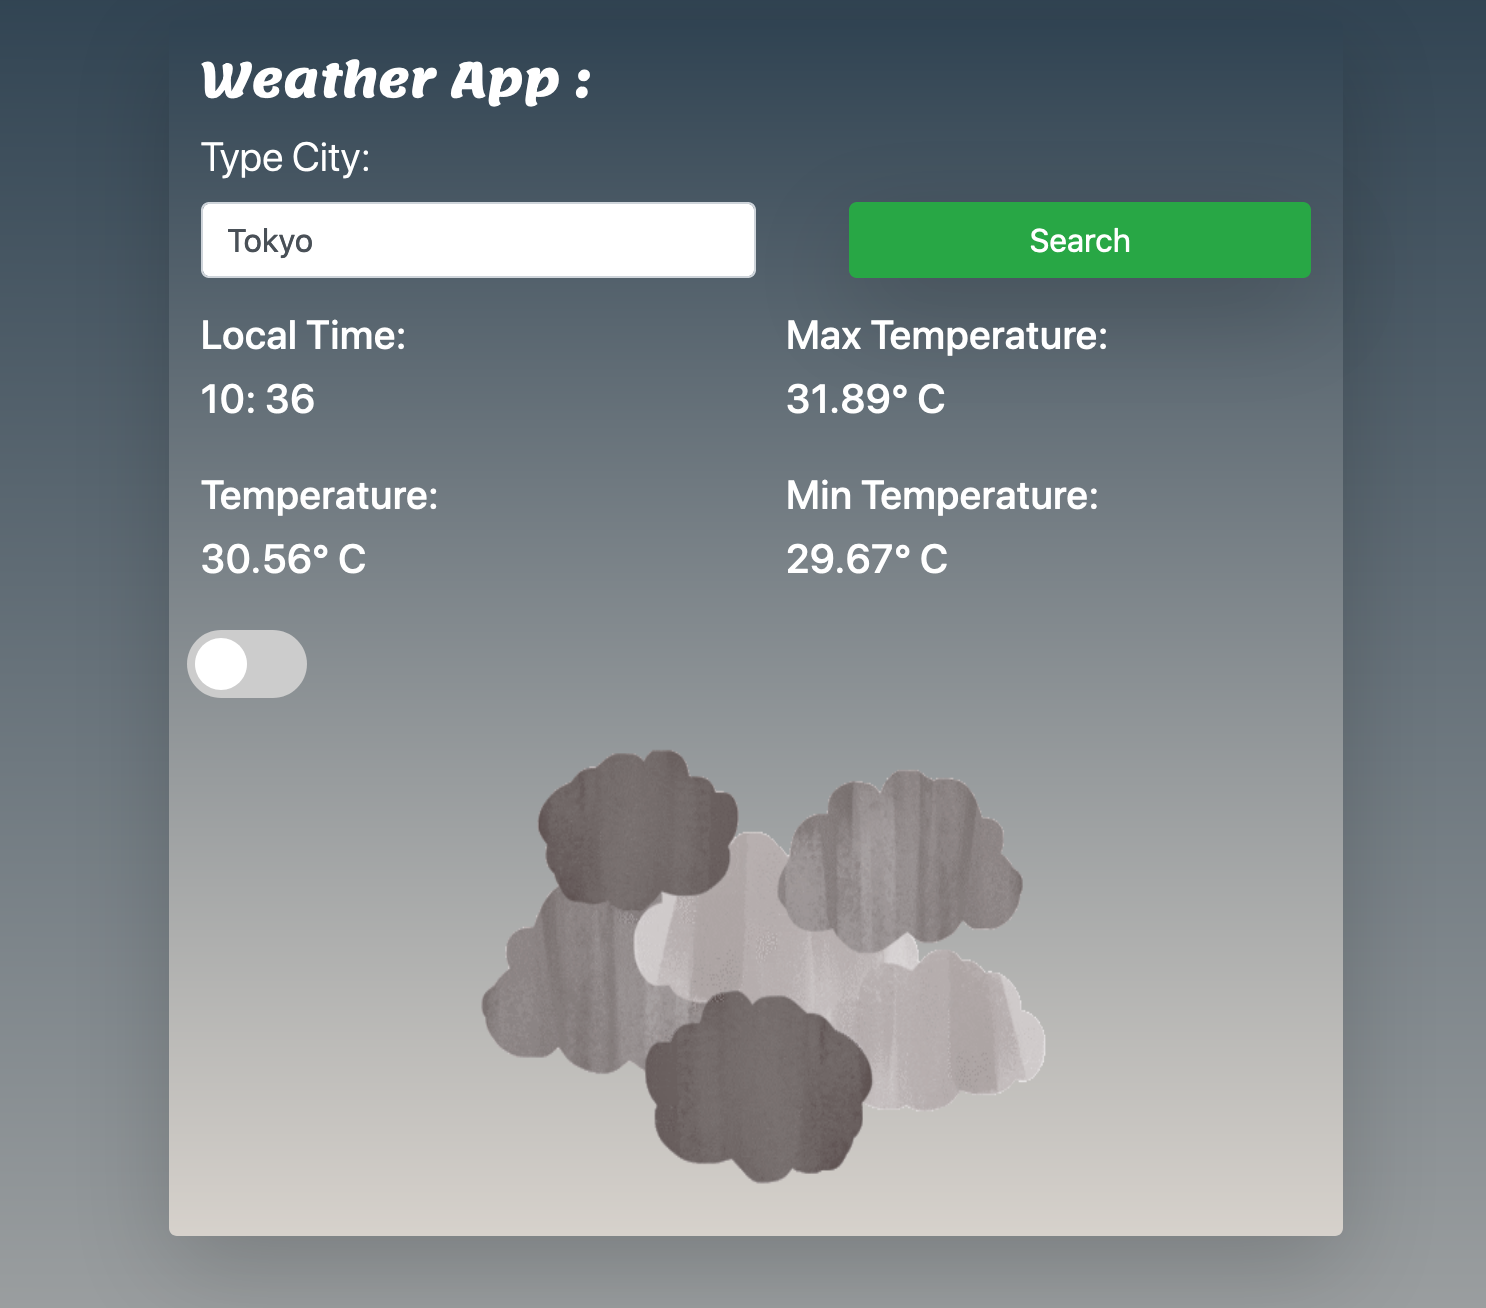 Weather App :
Type City:
Tokyo
Search
Local Time:
10: 36
Max Temperature:
31.89° C
Temperature:
30.56° C
Min Temperature:
29.67° C